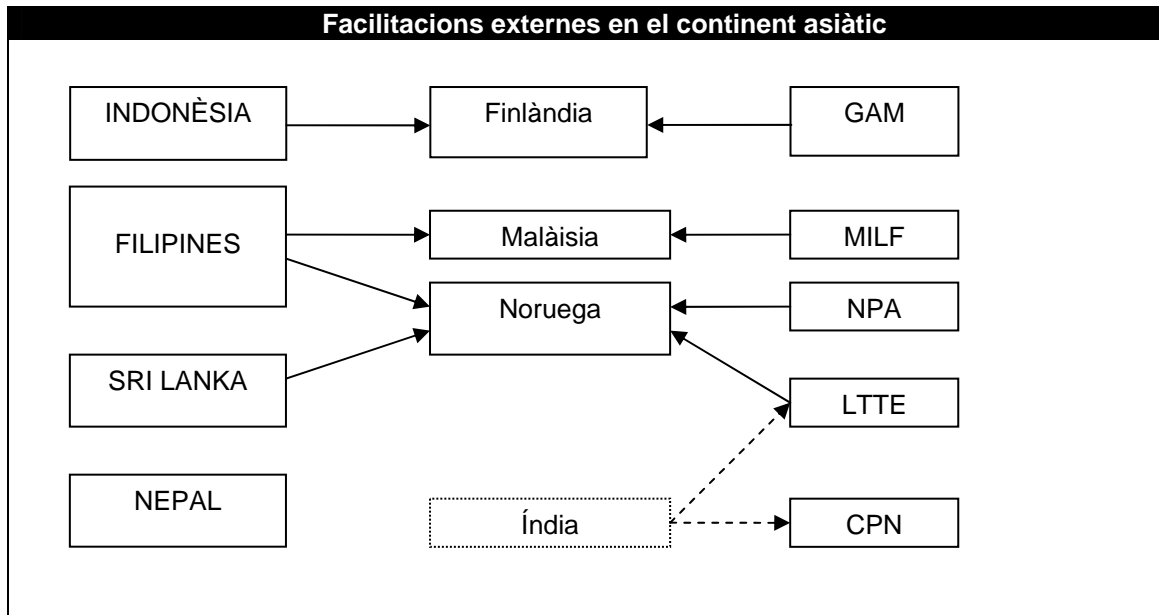 Facilitacions externes en el continent asiàtic
INDONÈSIA
Finlàndia
GAM
FILIPINES
Malàisia
MILF
Noruega
NPA
SRI LANKA
LTTE
NEPAL
Índia
CPN